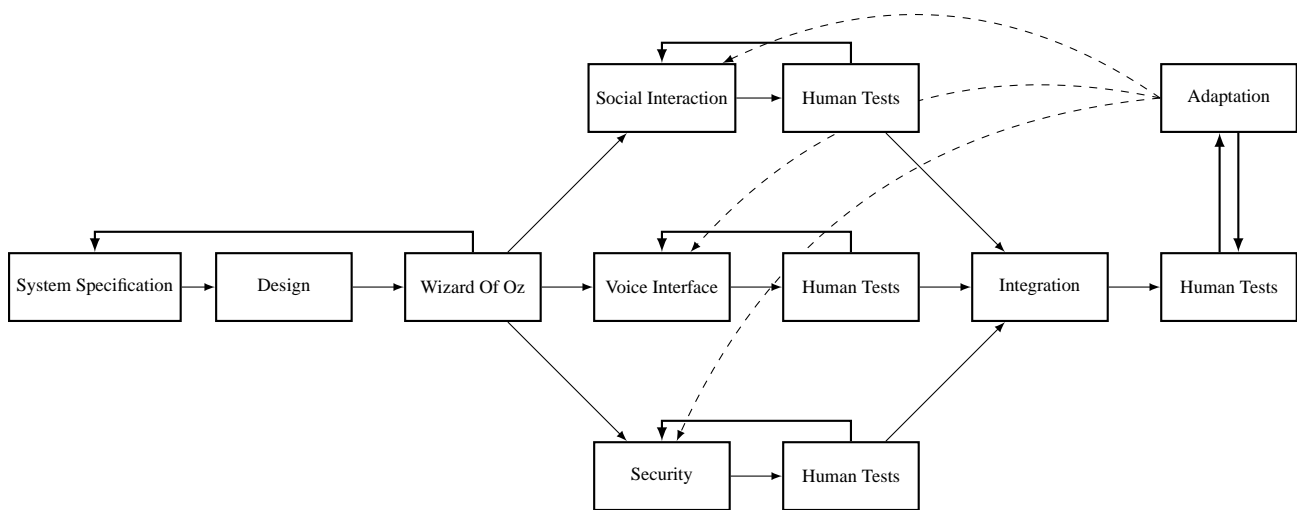 Social Interaction
Human Tests
Adaptation
System Specification
Design
Wizard Of Oz
Voice Interface
Human Tests
Integration
Human Tests
Security
Human Tests